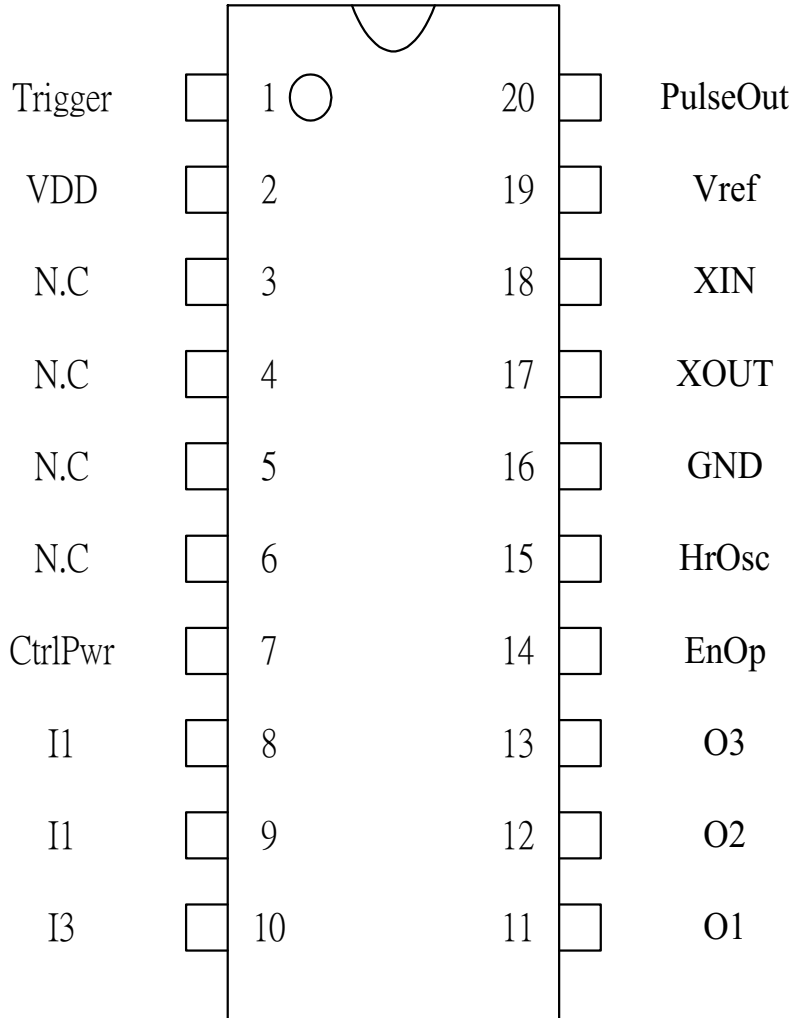 Trigger 1 20 PulseOut
VDD 2 19 Vref
N.C 3 18 XIN
N.C 4 17 XOUT
N.C 5 16 GND
N.C 6 15 HrOsc
CtrlPwr 7 14 EnOp
I1 8 13 O3
I1 9 12 O2
I3 10 11 O1